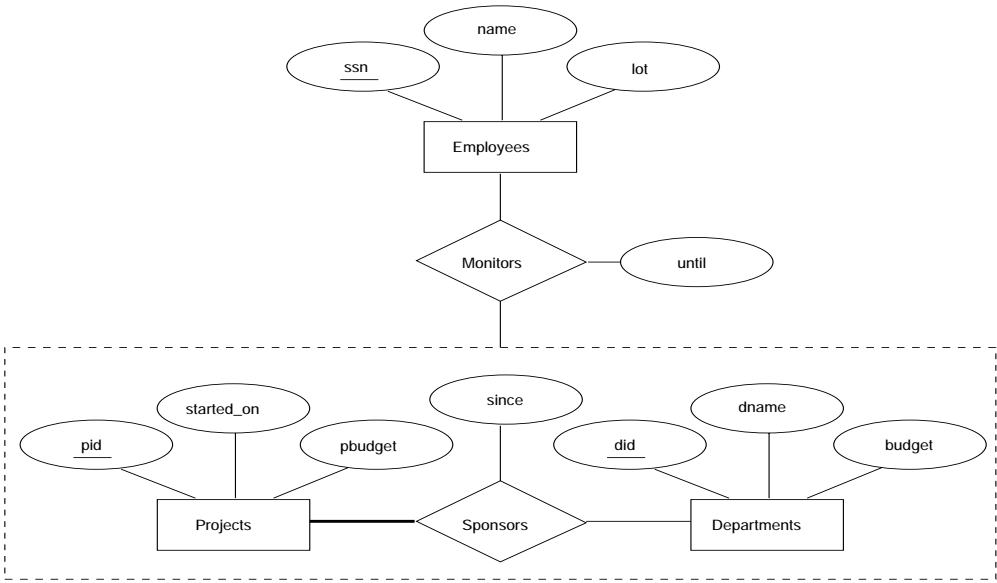 name
ssn
lot
Employees
Monitors
until
since
started_on
dname
pid
pbudget
did
budget
Projects
Sponsors
Departments